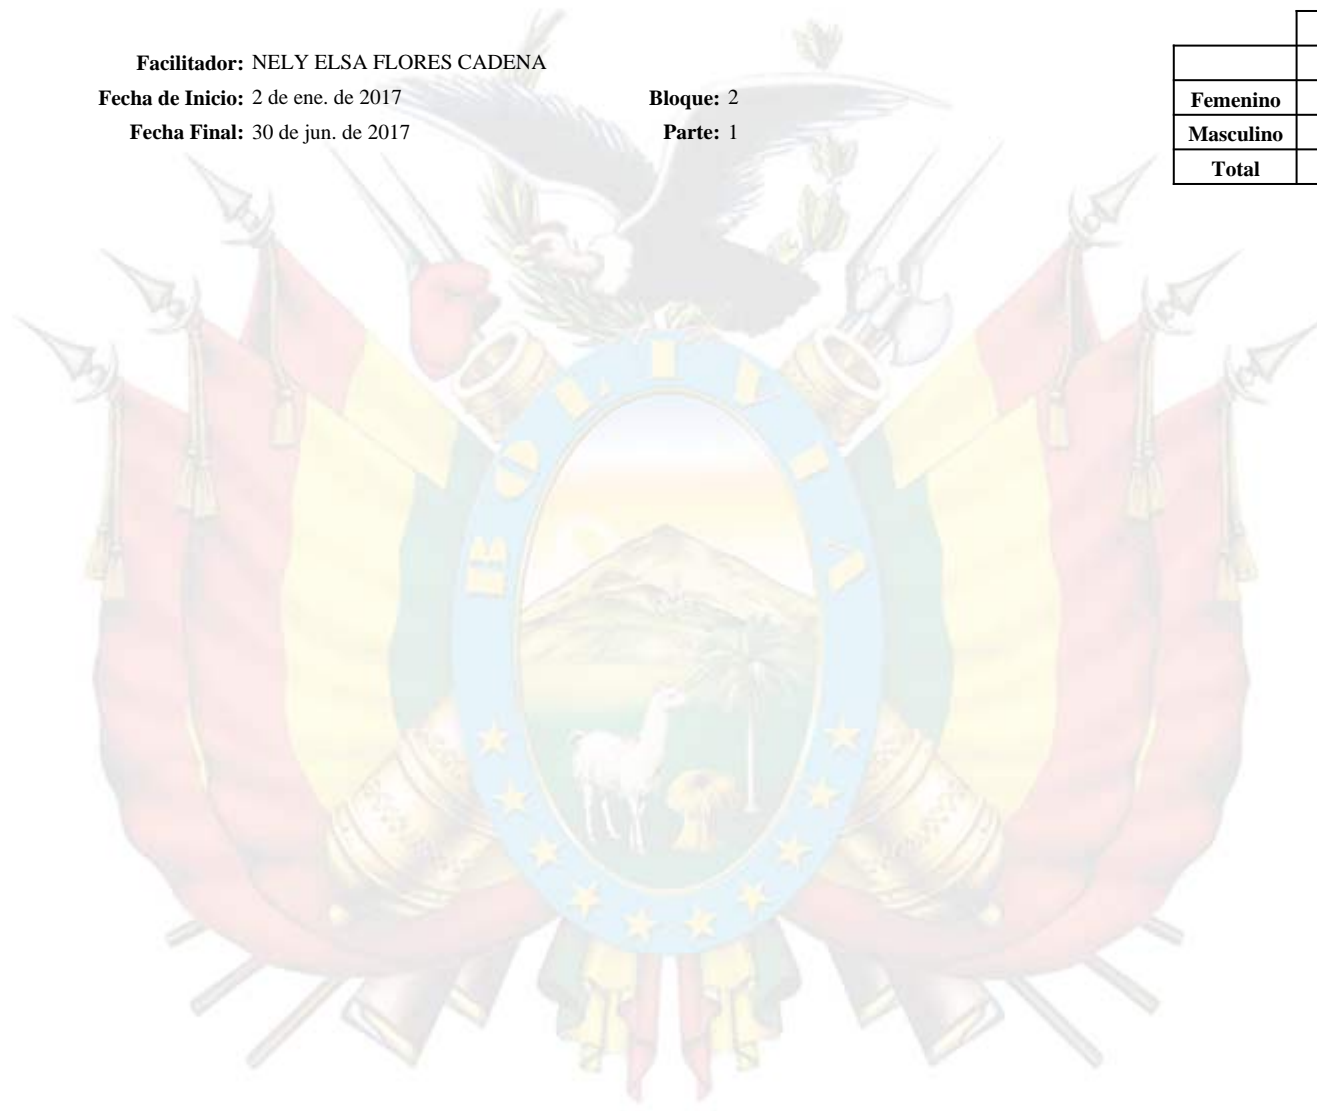 Facilitador: NELY ELSA FLORES CADENA
Fecha de Inicio: 2 de ene. de 2017 Bloque: 2
Fecha Final: 30 de jun. de 2017 Parte: 1
Femenino
Masculino
Total
BOLIVIA